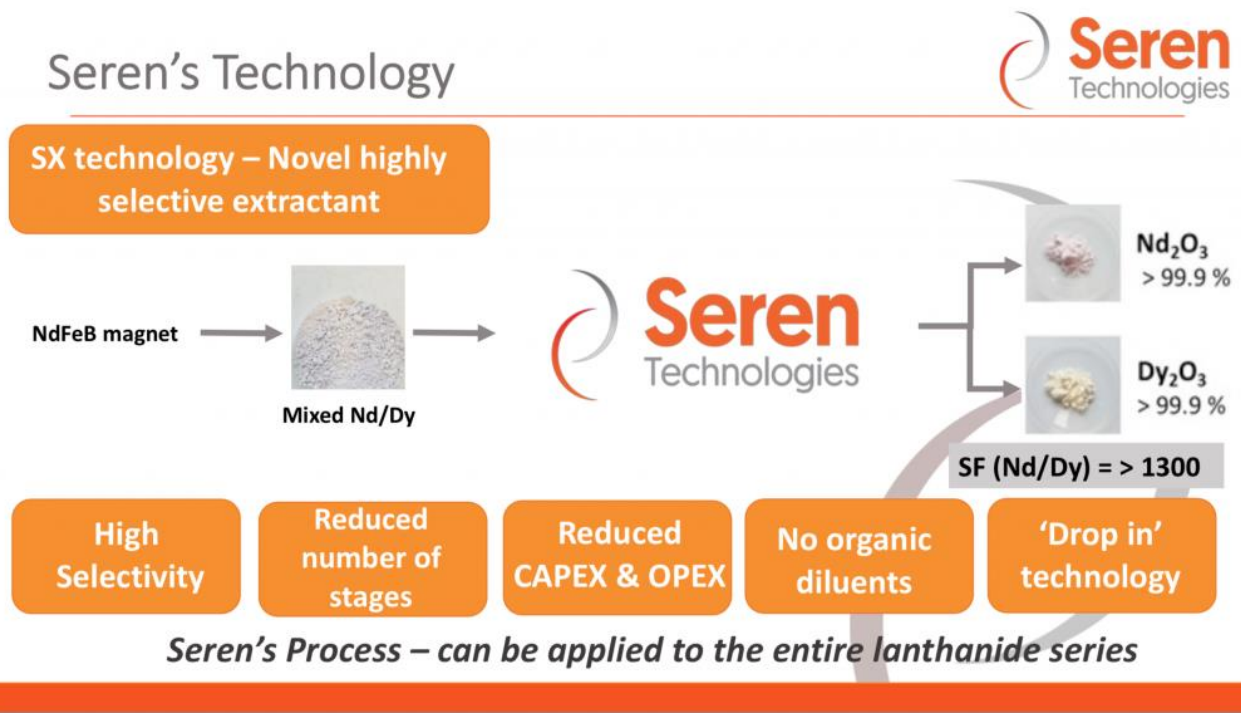 Seren's Technology
Seren
Technologies
SX technology – Novel highly
selective extractant
NdFeB magnet
Mixed Nd/Dy
Seren
Technologies
Nd₂O₃
> 99.9 %
Dy₂O₃
> 99.9 %
SF (Nd/Dy) = > 1300
High
Selectivity
Reduced
number of
stages
Reduced
CAPEX & OPEX
No organic
diluents
‘Drop in’
technology
Seren's Process – can be applied to the entire lanthanide series